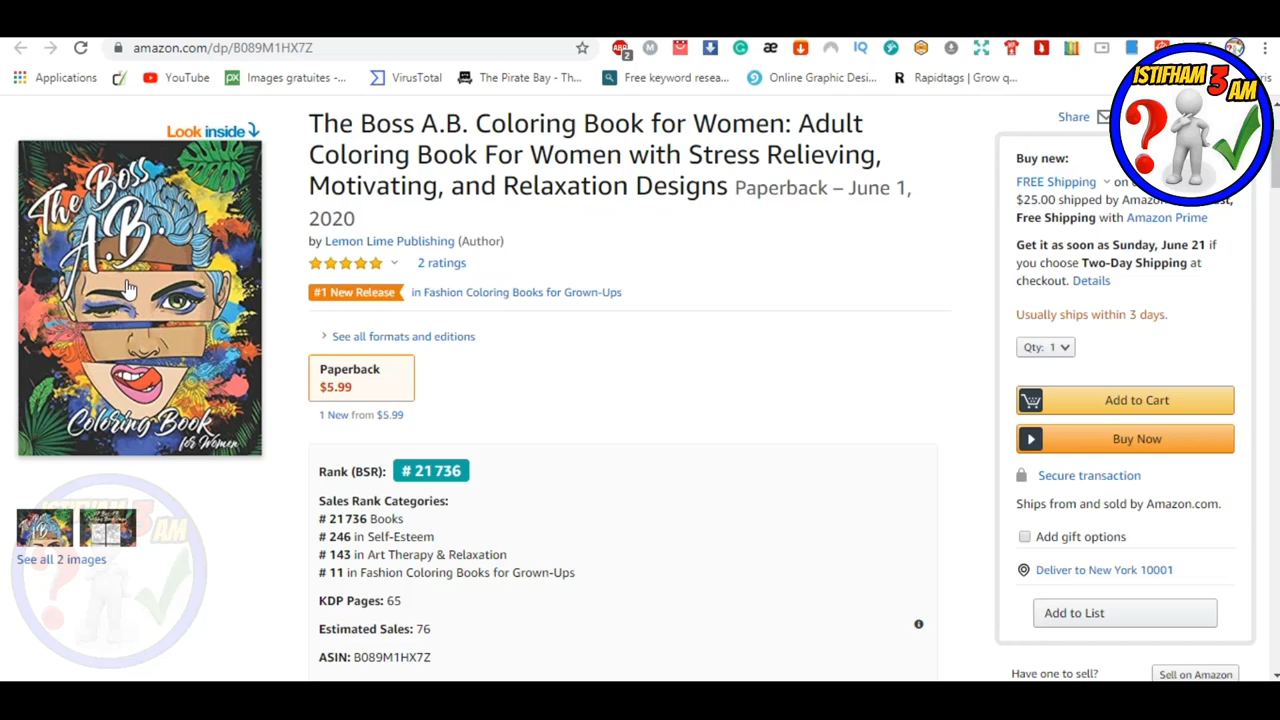 amazon.com/dp/B089M1HX7Z
Applications
YouTube
Images gratuites -...
VirusTotal
The Pirate Bay - Th...
Free keyword resea...
Online Graphic Desi...
Rapidtags | Grow q...
ISTIFHAM 3 AM
Look inside
The Boss A.B. Coloring Book for Women: Adult
Coloring Book For Women with Stress Relieving,
Motivating, and Relaxation Designs Paperback – June 1,
2020
by Lemon Lime Publishing (Author)
2 ratings
#1 New Release in Fashion Coloring Books for Grown-Ups
See all formats and editions
Paperback
$5.99
1 New from $5.99
The Boss
A.B.
Coloring Book
for Women
See all 2 images
ISTIFHAM 3 AM
Rank (BSR): # 21 736
Sales Rank Categories:
# 21 736 Books
# 246 in Self-Esteem
# 143 in Art Therapy & Relaxation
# 11 in Fashion Coloring Books for Grown-Ups
KDP Pages: 65
Estimated Sales: 76
ASIN: B089M1HX7Z
Share
Buy new:
FREE Shipping on
$25.00 shipped by
Free Shipping with Amazon Prime
Get it as soon as Sunday, June 21 if
you choose Two-Day Shipping at
checkout. Details
Usually ships within 3 days.
Qty: 1
Add to Cart
Buy Now
Secure transaction
Ships from and sold by Amazon.com.
Add gift options
Deliver to New York 10001
Add to List
Have one to sell?
Sell on Amazon